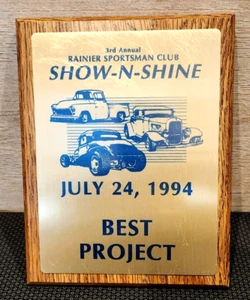 3rd Annual
RAINIER SPORTSMAN CLUB
SHOW-N-SHINE
JULY 24, 1994
BEST
PROJECT